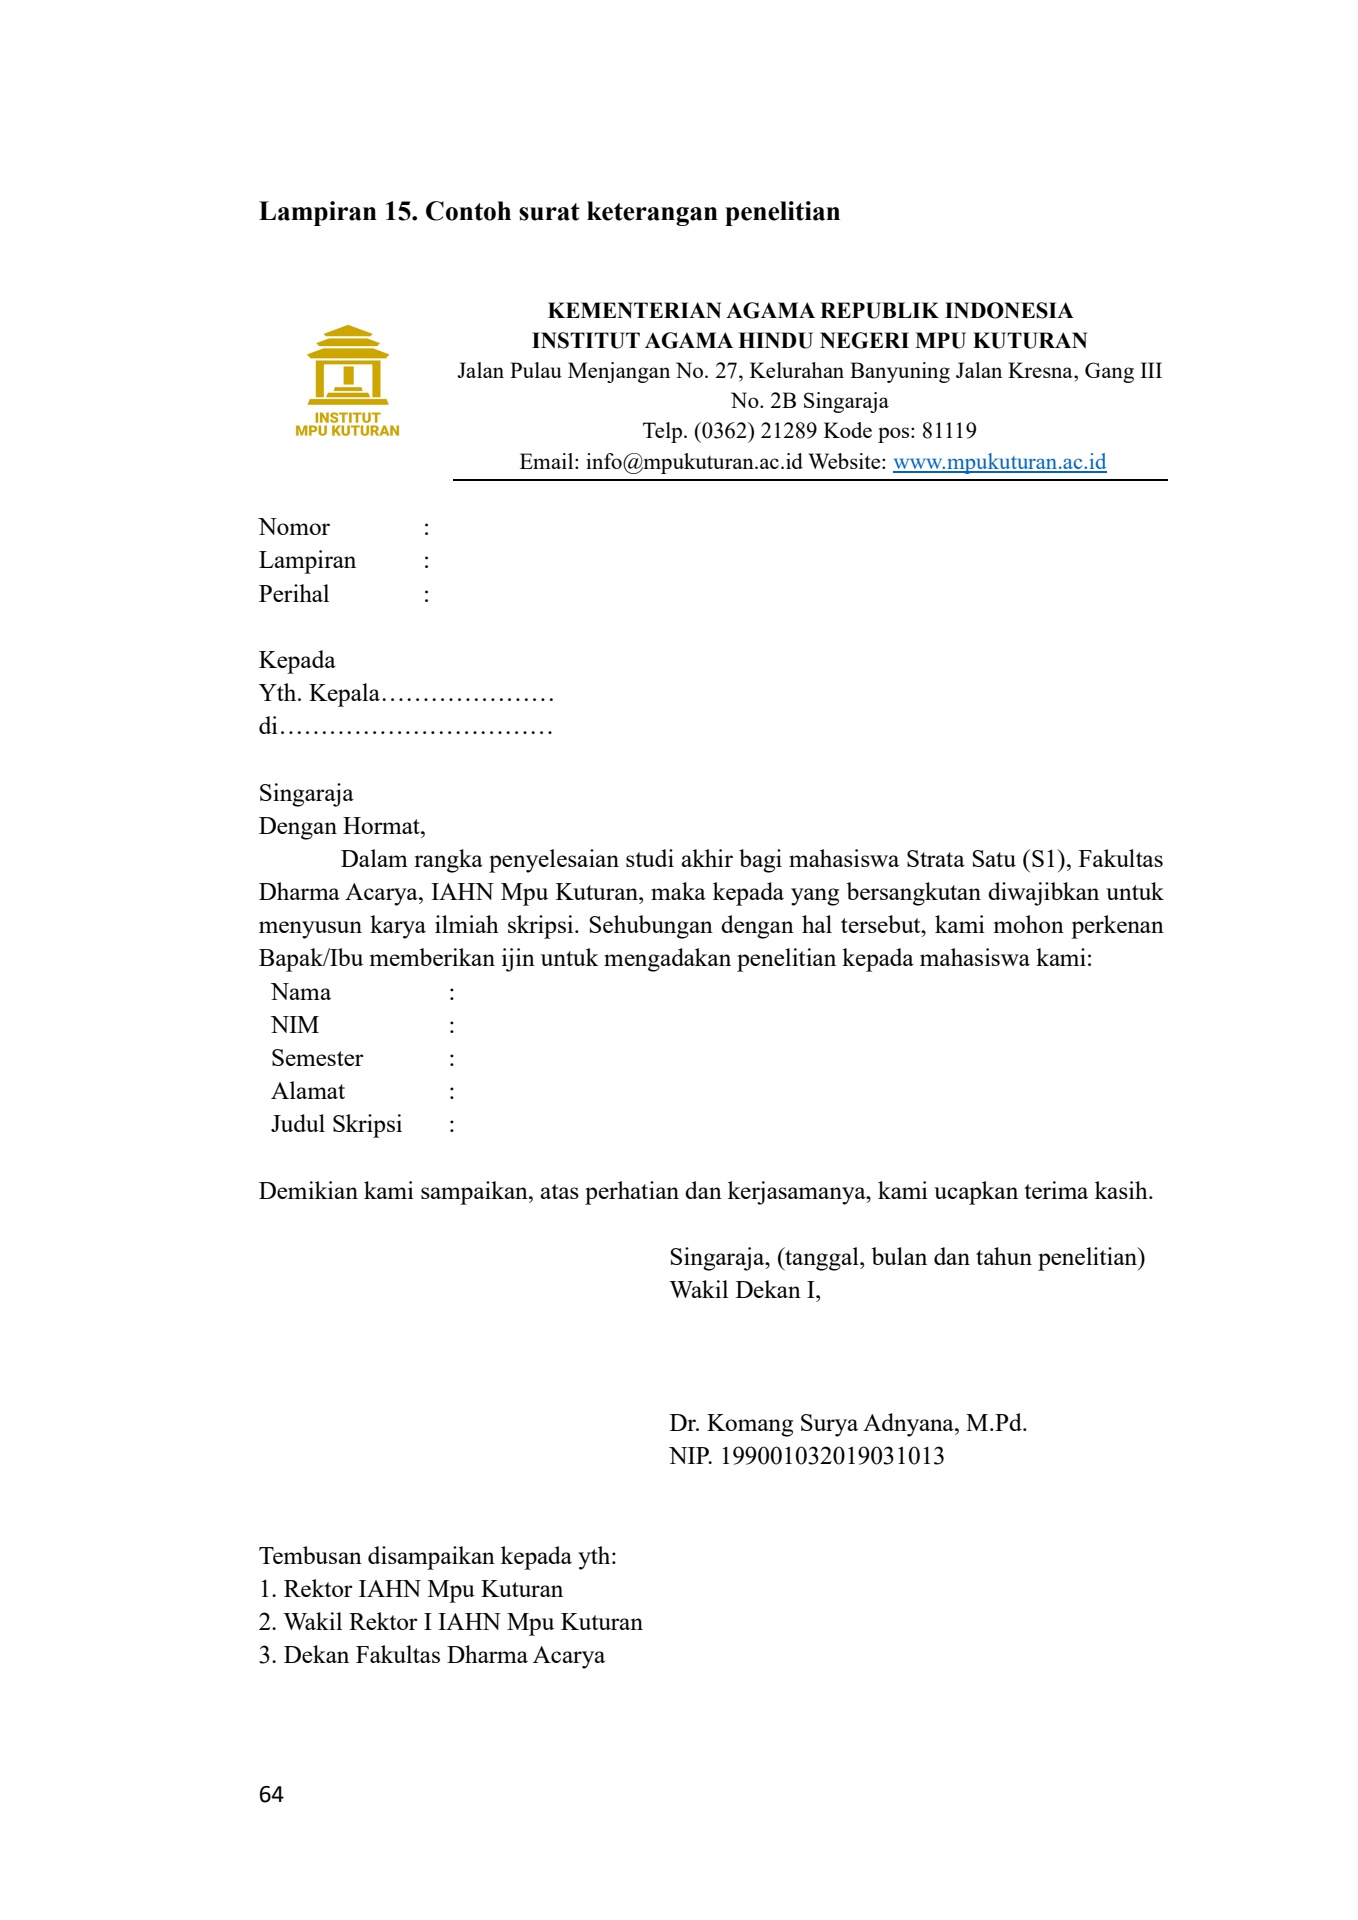 Lampiran 15. Contoh surat keterangan penelitian
KEMENTERIAN AGAMA REPUBLIK INDONESIA
INSTITUT AGAMA HINDU NEGERI MPU KUTURAN
Jalan Pulau Menjangan No. 27, Kelurahan Banyuning Jalan Kresna, Gang III
No. 2B Singaraja
Telp. (0362) 21289 Kode pos: 81119
Email: info@mpukuturan.ac.id Website: www.mpukuturan.ac.id
INSTITUT
MPU KUTURAN
Nomor :
Lampiran :
Perihal :
Kepada
Yth. Kepala…………………
di……………………………
Singaraja
Dengan Hormat,
Dalam rangka penyelesaian studi akhir bagi mahasiswa Strata Satu (S1), Fakultas
Dharma Acarya, IAHN Mpu Kuturan, maka kepada yang bersangkutan diwajibkan untuk
menyusun karya ilmiah skripsi. Sehubungan dengan hal tersebut, kami mohon perkenan
Bapak/Ibu memberikan ijin untuk mengadakan penelitian kepada mahasiswa kami:
Nama :
NIM :
Semester :
Alamat :
Judul Skripsi :
Demikian kami sampaikan, atas perhatian dan kerjasamanya, kami ucapkan terima kasih.
Singaraja, (tanggal, bulan dan tahun penelitian)
Wakil Dekan I,
Dr. Komang Surya Adnyana, M.Pd.
NIP. 199001032019031013
Tembusan disampaikan kepada yth:
1. Rektor IAHN Mpu Kuturan
2. Wakil Rektor I IAHN Mpu Kuturan
3. Dekan Fakultas Dharma Acarya
64